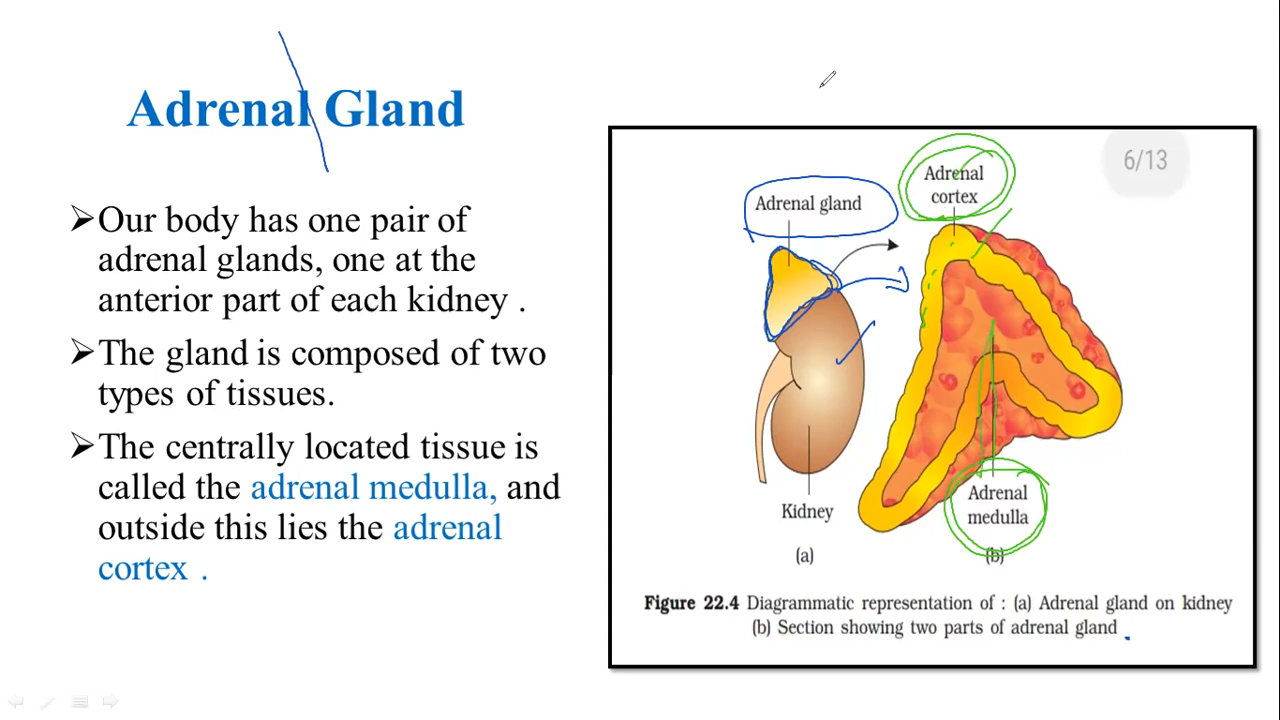 Adrenal Gland
➢Our body has one pair of
adrenal glands, one at the
anterior part of each kidney .
➢The gland is composed of two
types of tissues.
➢The centrally located tissue is
called the adrenal medulla, and
outside this lies the adrenal
cortex .
6/13
Adrenal
cortex
Adrenal gland
Adrenal
medulla
Kidney
(a)
(b)
Figure 22.4 Diagrammatic representation of : (a) Adrenal gland on kidney
(b) Section showing two parts of adrenal gland